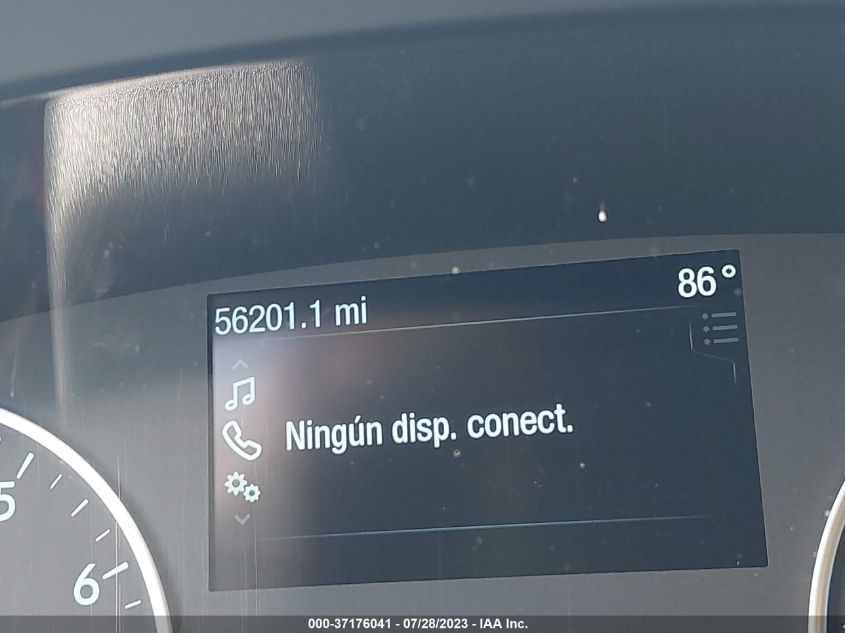 56201.1 mi
86°
Ningún disp. conect.
5
6
000-37176041 - 07/28/2023 - IAA Inc.